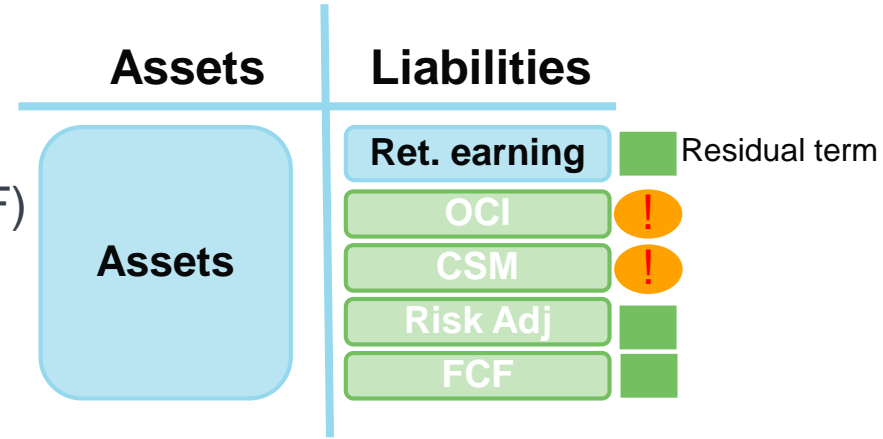 Assets Liabilities
Ret. earning Residual term
F)
OCI !
Assets
CSM !
Risk Adj
FCF